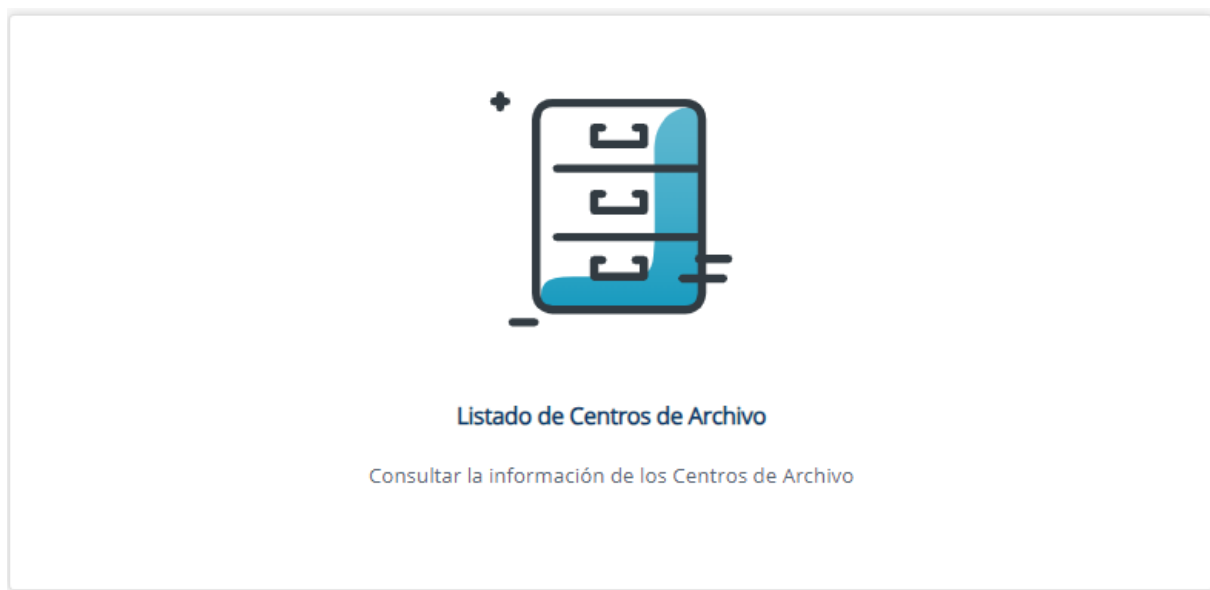 Listado de Centros de Archivo
Consultar la información de los Centros de Archivo